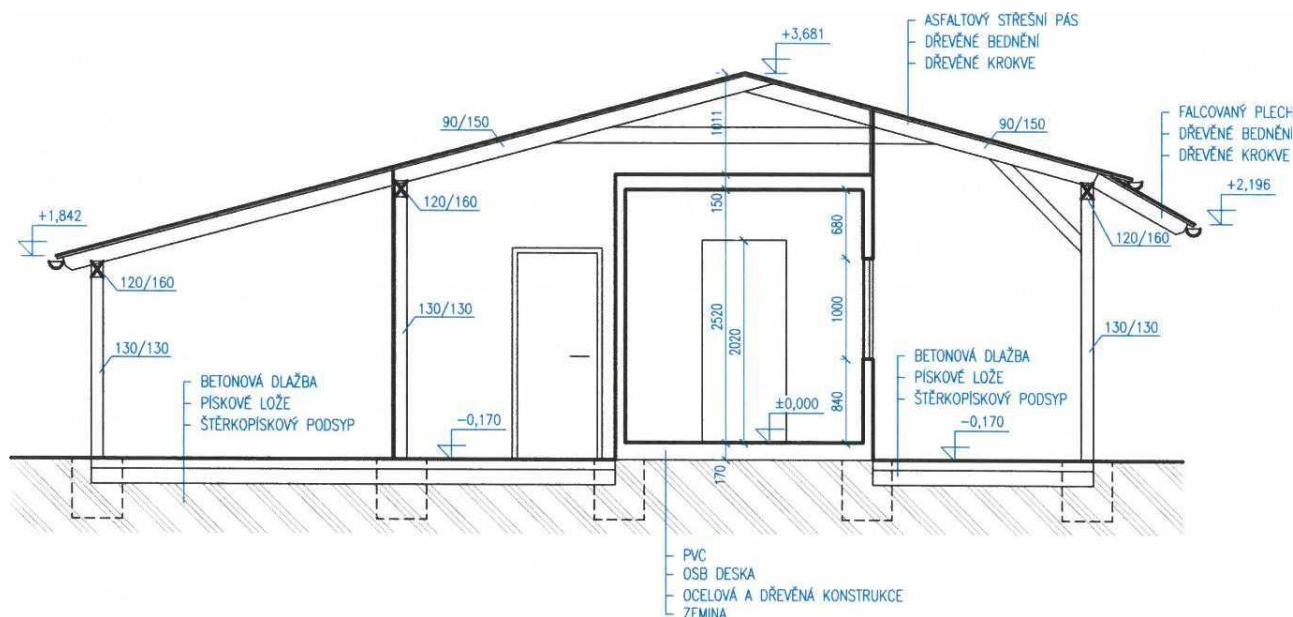 - ASFALTOVÝ STŘEŠNÍ PÁS
- DŘEVĚNÉ BEDNĚNÍ
- DŘEVĚNÉ KROKVE
+3,681
- FALCOVANÝ PLECH
- DŘEVĚNÉ BEDNĚNÍ
- DŘEVĚNÉ KROKVE
90/150
1011
90/150
+1,842
120/160
150
680
+2,196
120/160
120/160
130/130
130/130
2520
2020
1000
130/130
- BETONOVÁ DLAŽBA
- PÍSKOVÉ LOŽE
- ŠTĚRKOPÍSKOVÝ PODSYP
±0,000
840
- BETONOVÁ DLAŽBA
- PÍSKOVÉ LOŽE
- ŠTĚRKOPÍSKOVÝ PODSYP
-0,170
-0,170
170
- PVC
- OSB DESKA
- OCELOVÁ A DŘEVĚNÁ KONSTRUKCE
- ZEMINA